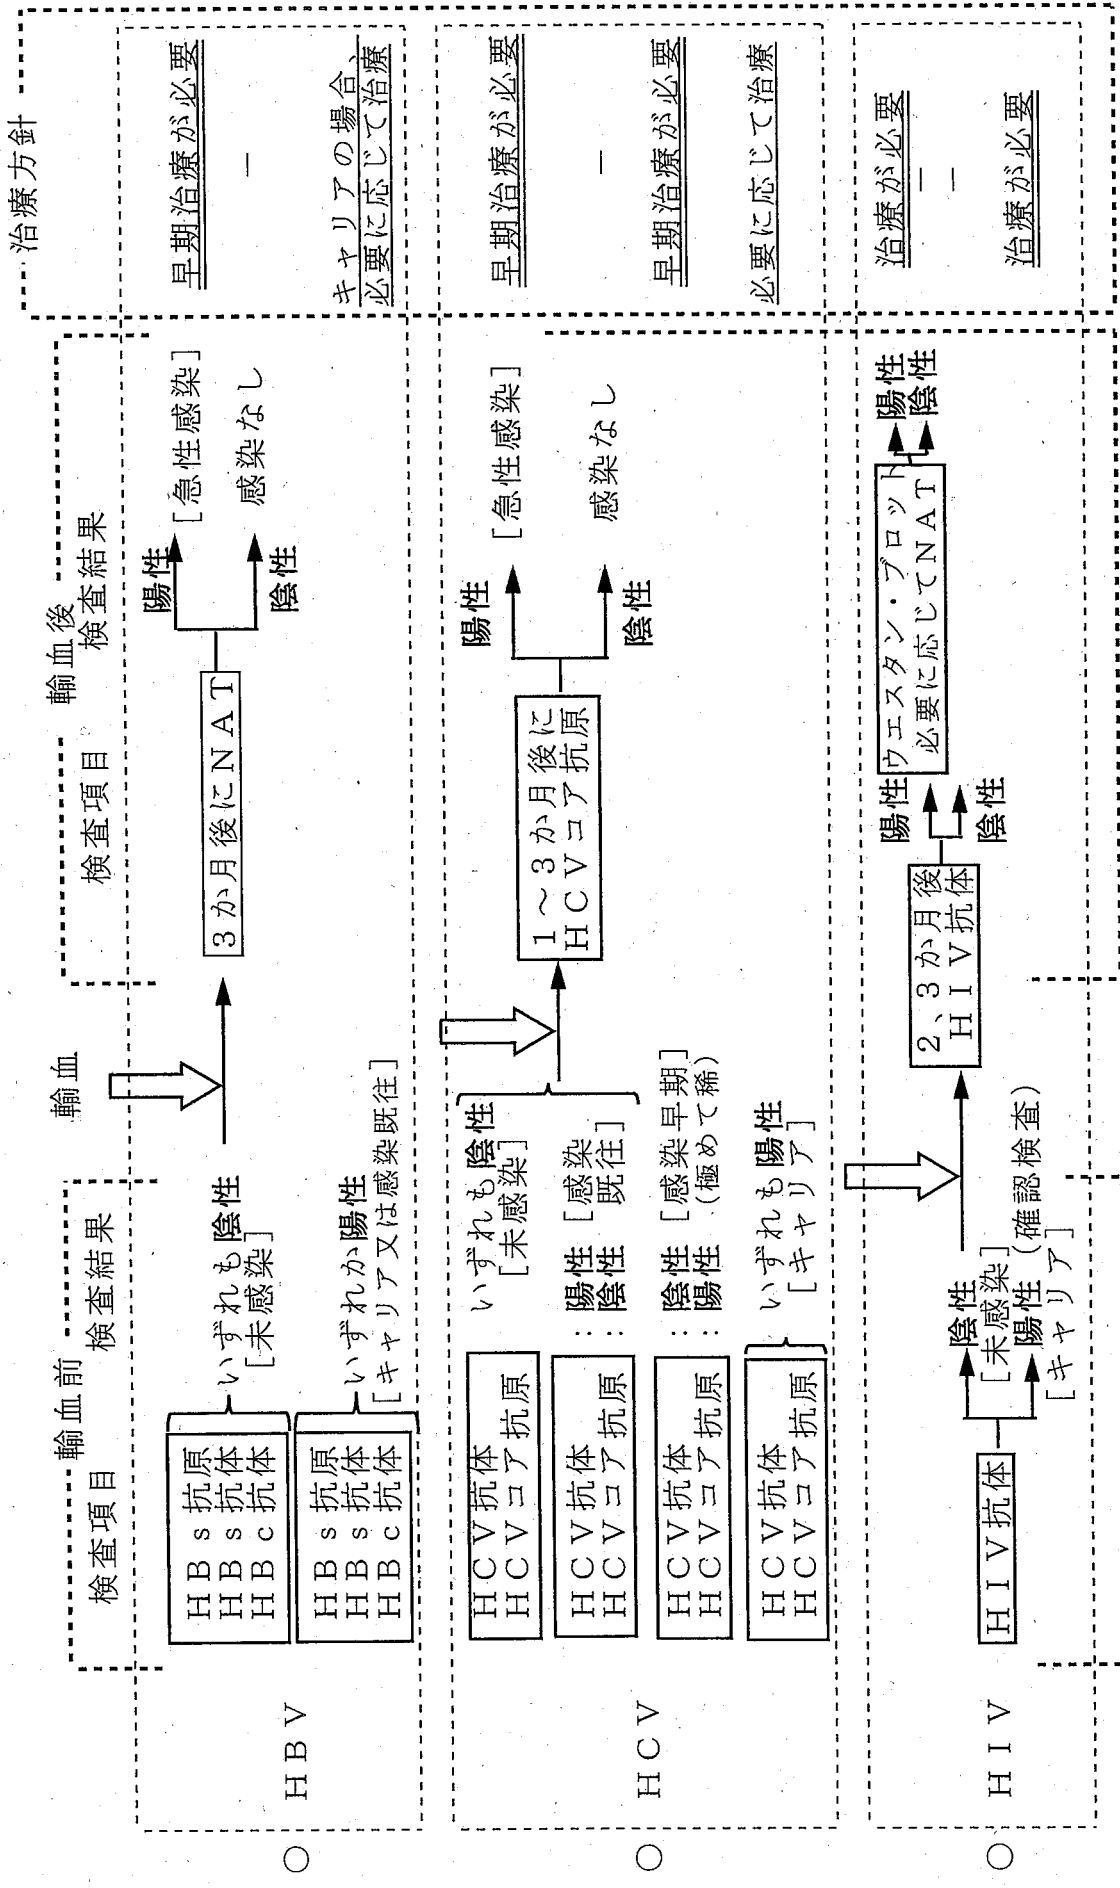 輸血前
輸血
輸血後
治療方針
検査項目
検査結果
検査項目
検査結果
○
HBV
HBs抗原
HBs抗体
HBc抗体
いずれも陰性
[未感染]
3か月後にNAT
陽性
[急性感染]
早期治療が必要
陰性
感染なし
－
HBs抗原
HBs抗体
HBc抗体
いずれか陽性
[キャリア又は感染既往]
キャリアの場合、
必要に応じて治療
○
HCV
HCV抗体
HCVコア抗原
いずれも陰性
[未感染]
HCV抗体　：陽性
HCVコア抗原：陰性
[感染
既往]
1～3か月後に
HCVコア抗原
陽性
[急性感染]
早期治療が必要
陰性
感染なし
－
HCV抗体　：陰性
HCVコア抗原：陽性
[感染早期]
(極めて稀)
早期治療が必要
HCV抗体
HCVコア抗原
いずれも陽性
[キャリア]
必要に応じて治療
○
HIV
HIV抗体
陰性
[未感染]
2、3か月後
HIV抗体
陽性
陰性
ウエスタン・ブロット
必要に応じてNAT
陽性
陰性
治療が必要
－
－
陽性(確認検査)
[キャリア]
治療が必要